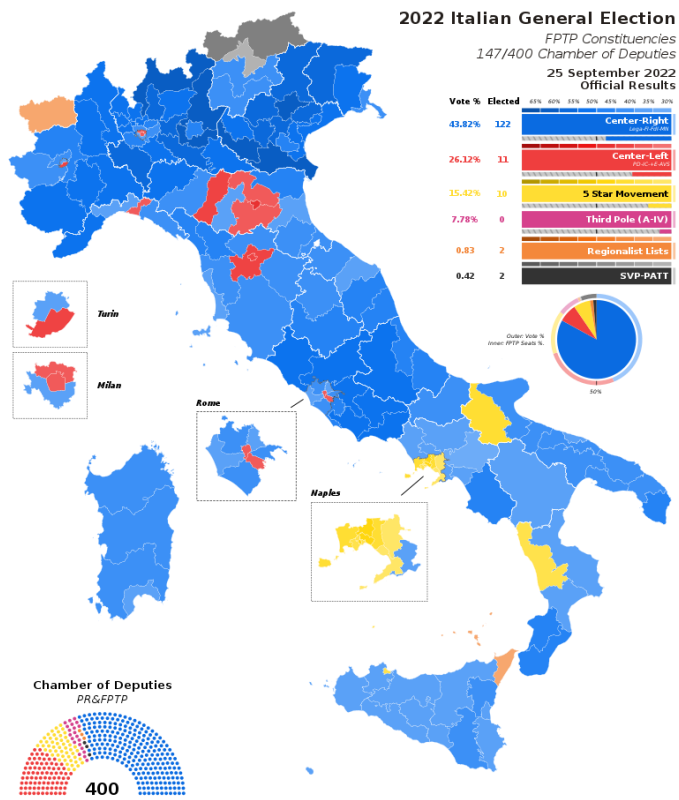 2022 Italian General Election
FPTP Constituencies
147/400 Chamber of Deputies
25 September 2022
Official Results
Vote % Elected 65% 60% 55% 50% 45% 40% 35% 30%
43.82% 122 Center-Right
Lega-FI-FdI-MN
26.12% 11 Center-Left
PD-IC-+E-AVS
15.42% 10 5 Star Movement
7.78% 0 Third Pole (A-IV)
0.83 2 Regionalist Lists
0.42 2 SVP-PATT
Outer: Vote %
Inner: FPTP Seats %.
50%
Turin
Milan
Rome
Naples
Chamber of Deputies
PR&FPTP
400